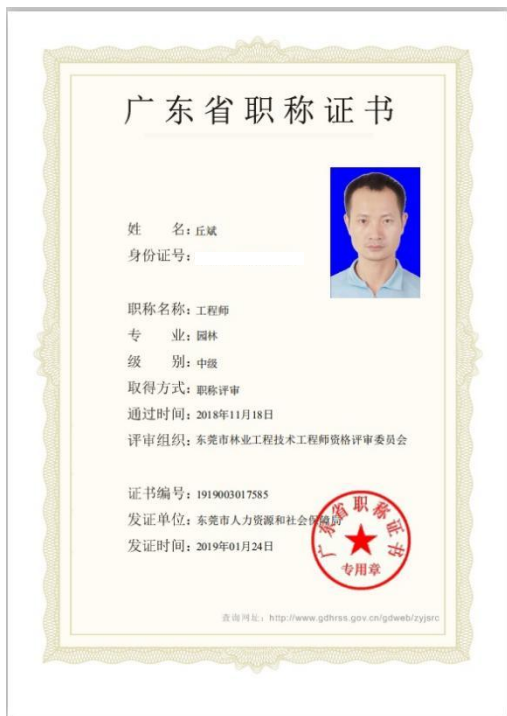 广东省职称证书
姓 名：丘斌
身份证号：
职称名称：工程师
专 业：园林
级 别：中级
取得方式：职称评审
通过时间：2018年11月18日
评审组织：东莞市林业工程技术工程师资格评审委员会
证书编号：1919003017585
发证单位：东莞市人力资源和社会保障局
发证时间：2019年01月24日
广东省职称证书
专用章
查询网址：http://www.gdhrss.gov.cn/gdweb/zyjsrc